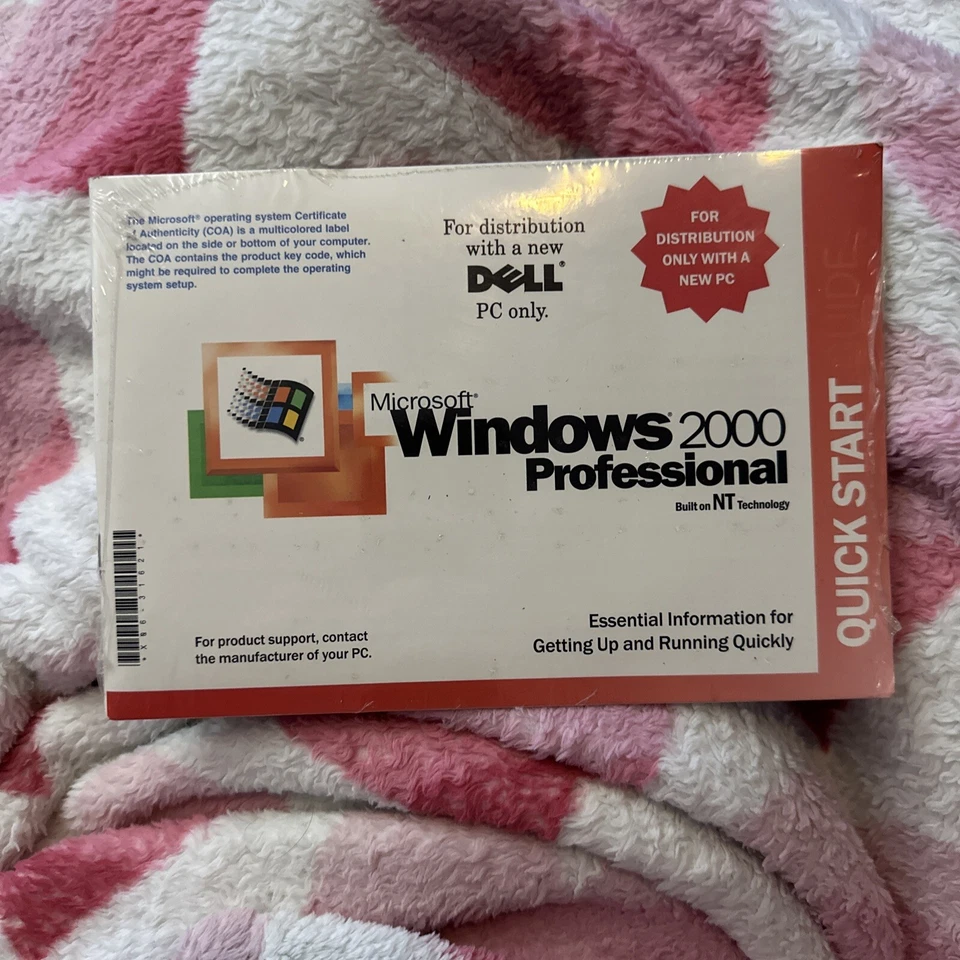 The Microsoft® operating system Certificate
of Authenticity (COA) is a multicolored label
located on the side or bottom of your computer.
The COA contains the product key code, which
might be required to complete the operating
system setup.
For distribution
with a new
DELL®
PC only.
FOR
DISTRIBUTION
ONLY WITH A
NEW PC
Microsoft®
Windows® 2000
Professional
Built on NT Technology
QUICK START GUIDE
For product support, contact
the manufacturer of your PC.
Essential Information for
Getting Up and Running Quickly